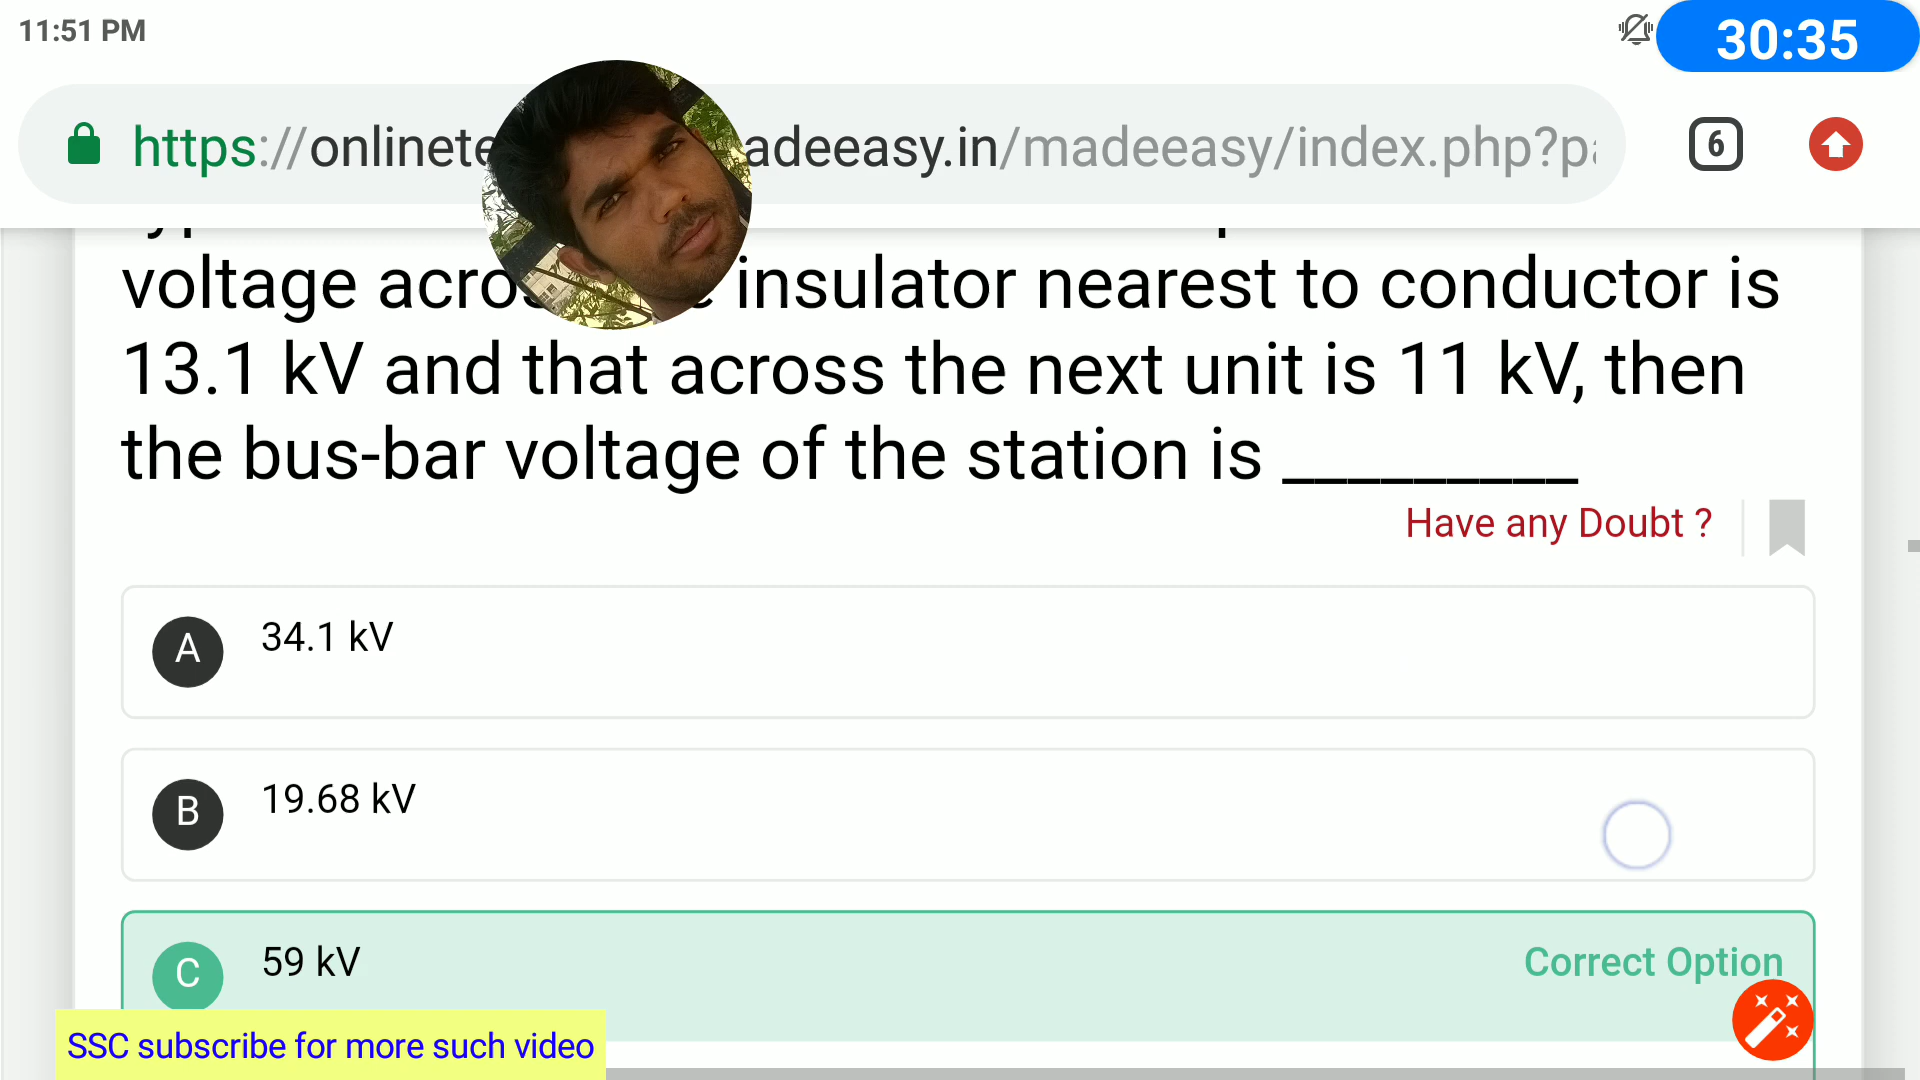 11:51 PM
30:35
https://onlinete adeeasy.in/madeeasy/index.php?pa
6
voltage acro insulator nearest to conductor is
13.1 kV and that across the next unit is 11 kV, then
the bus-bar voltage of the station is _________
Have any Doubt ?
A 34.1 kV
B 19.68 kV
C 59 kV Correct Option
SSC subscribe for more such video